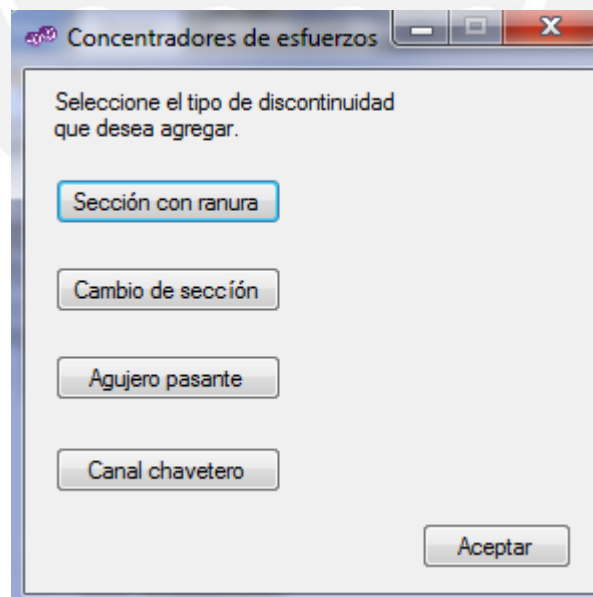 Concentradores de esfuerzos
Seleccione el tipo de discontinuidad
que desea agregar.
Sección con ranura
Cambio de seccíón
Agujero pasante
Canal chavetero
Aceptar